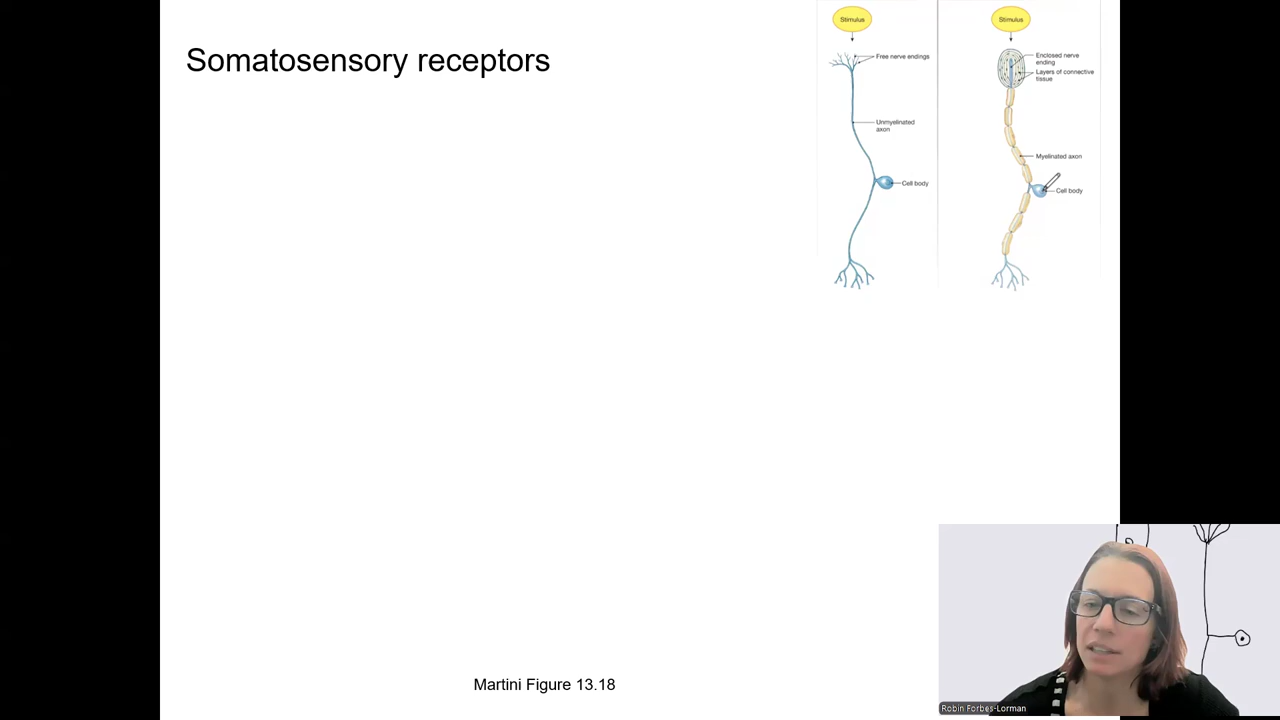 Somatosensory receptors
Stimulus
Free nerve endings
Unmyelinated
axon
Cell body
Stimulus
Enclosed nerve
ending
Layers of connective
tissue
Myelinated axon
Cell body
Martini Figure 13.18
Robin Forbes-Lorman